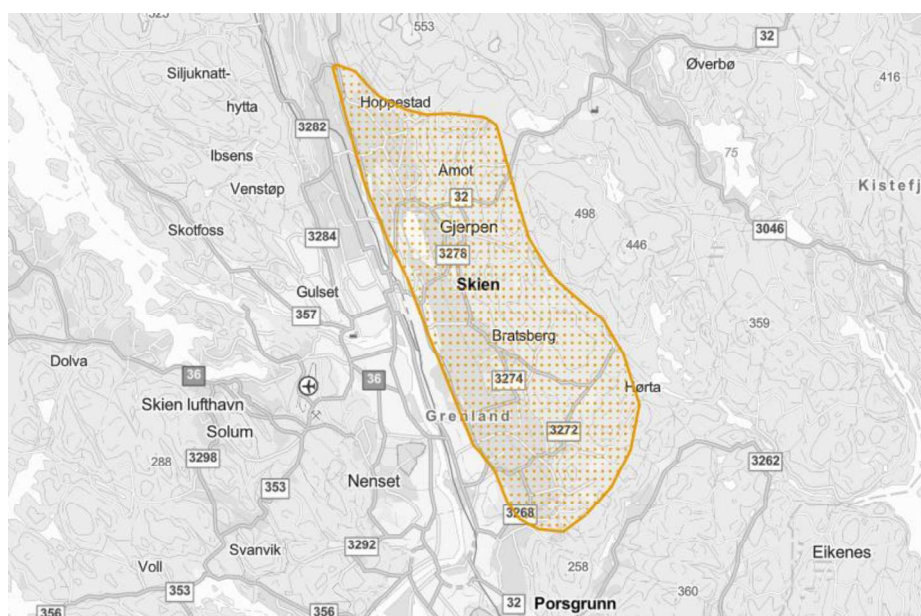 553
32
Øverbø
416
Siljuknatt-
hytta
Hoppestad
3282
Ibsens
Venstøp
Åmot
32
75
Kistefj
498
Skotfoss
3284
Gjerpen
3278
446
3046
Skien
Gulset
357
359
Bratsberg
Dolva
36
36
3274
Hørta
Skien lufthavn
Grenland
Solum
3272
288
3298
3262
353
Nenset
3268
3292
Svanvik
Voll
258
Eikenes
353
360
32
Porsgrunn
356
356